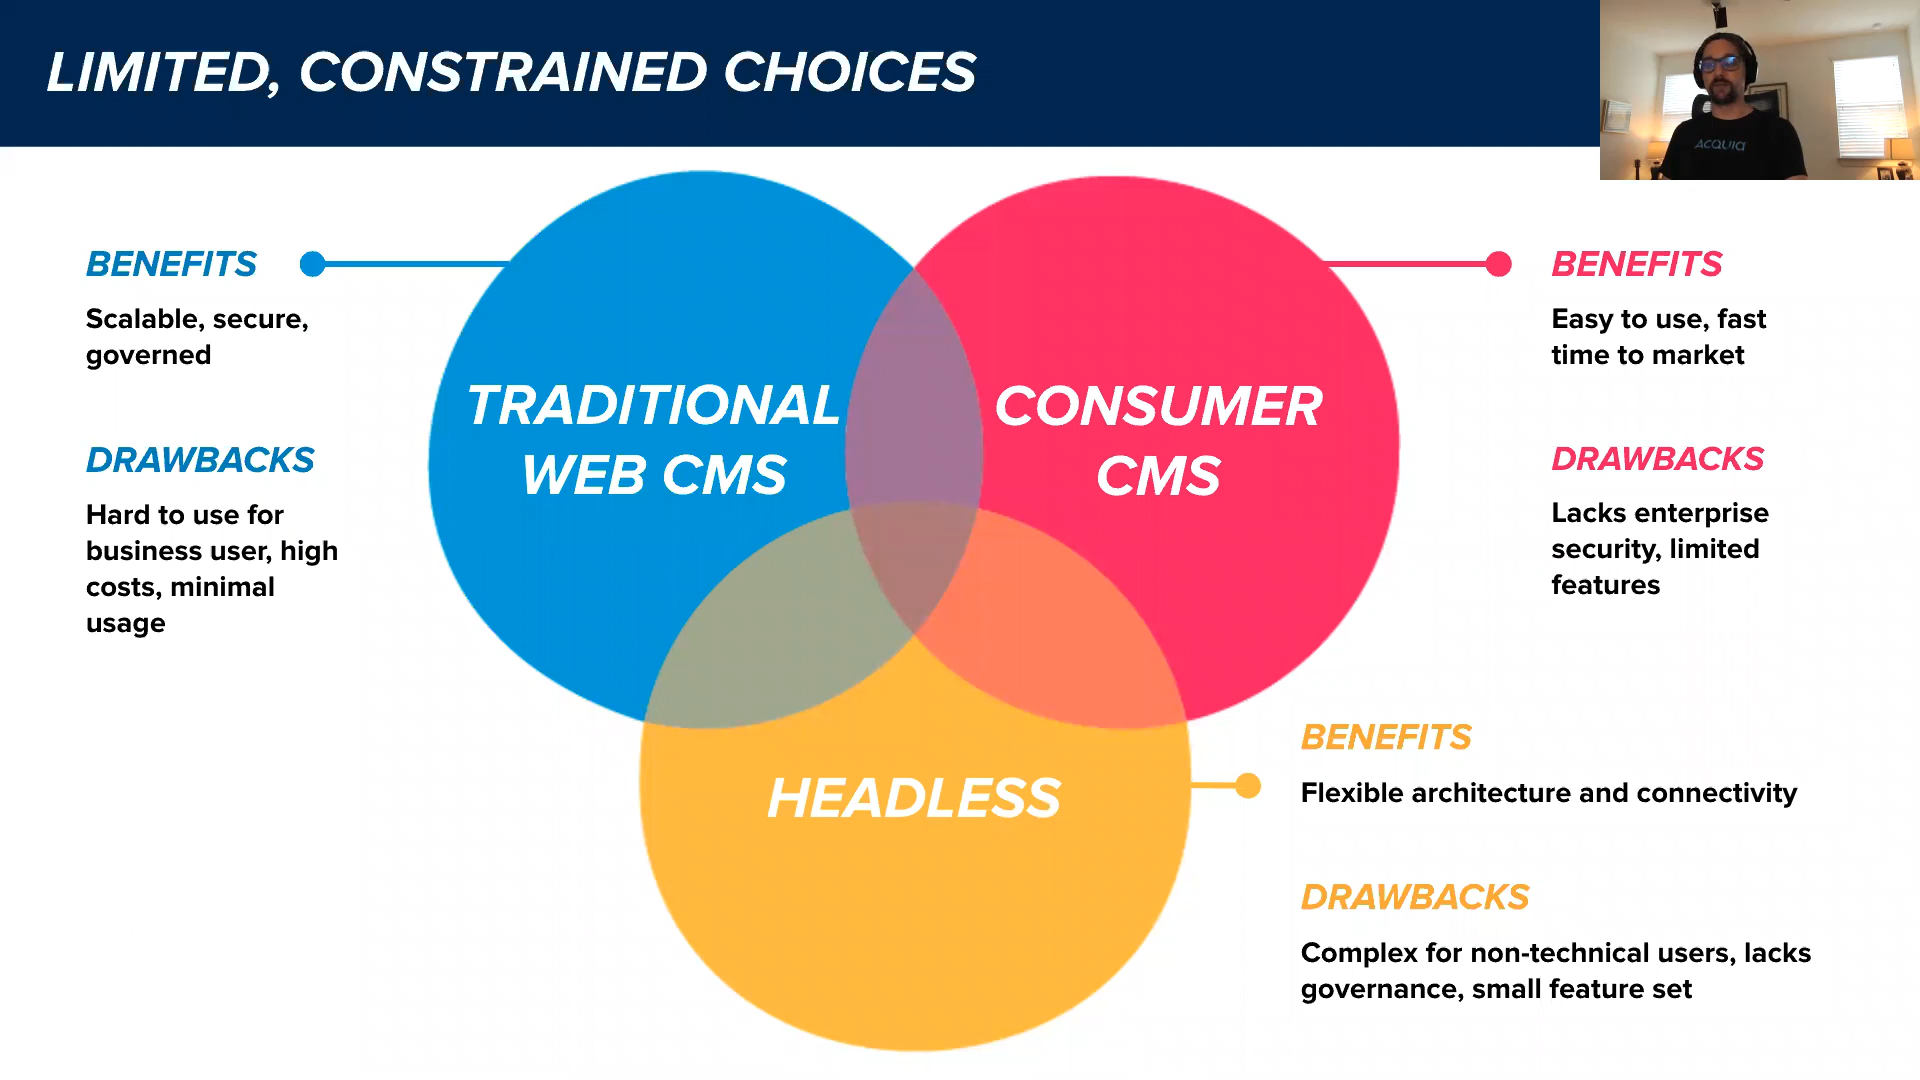 LIMITED, CONSTRAINED CHOICES
ACQUIA
BENEFITS
Scalable, secure,
governed
DRAWBACKS
Hard to use for
business user, high
costs, minimal
usage
TRADITIONAL
WEB CMS
CONSUMER
CMS
HEADLESS
BENEFITS
Easy to use, fast
time to market
DRAWBACKS
Lacks enterprise
security, limited
features
BENEFITS
Flexible architecture and connectivity
DRAWBACKS
Complex for non-technical users, lacks
governance, small feature set